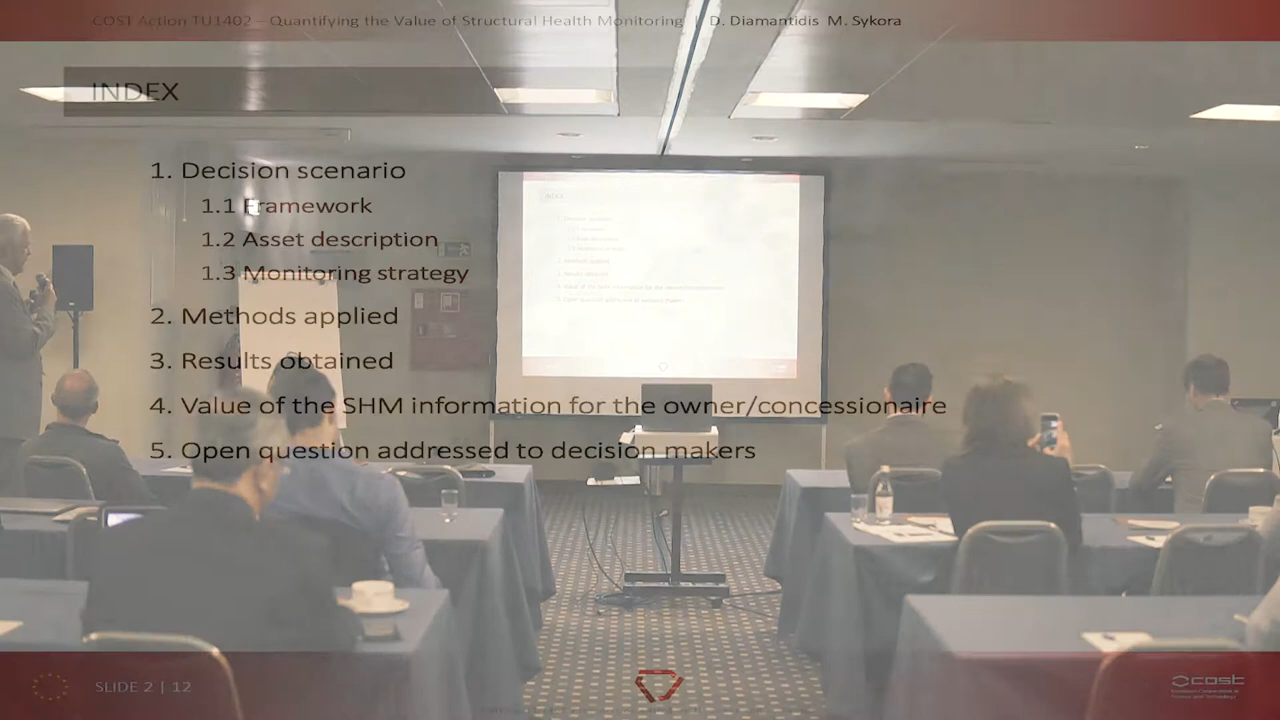 COST Action TU1402 – Quantifying the Value of Structural Health Monitoring | D. Diamantidis M. Sykora
INDEX
1. Decision scenario
1.1 Framework
1.2 Asset description
1.3 Monitoring strategy
2. Methods applied
3. Results obtained
4. Value of the SHM information for the owner/concessionaire
5. Open question addressed to decision makers
INDEX
SLIDE 2 | 12
cost